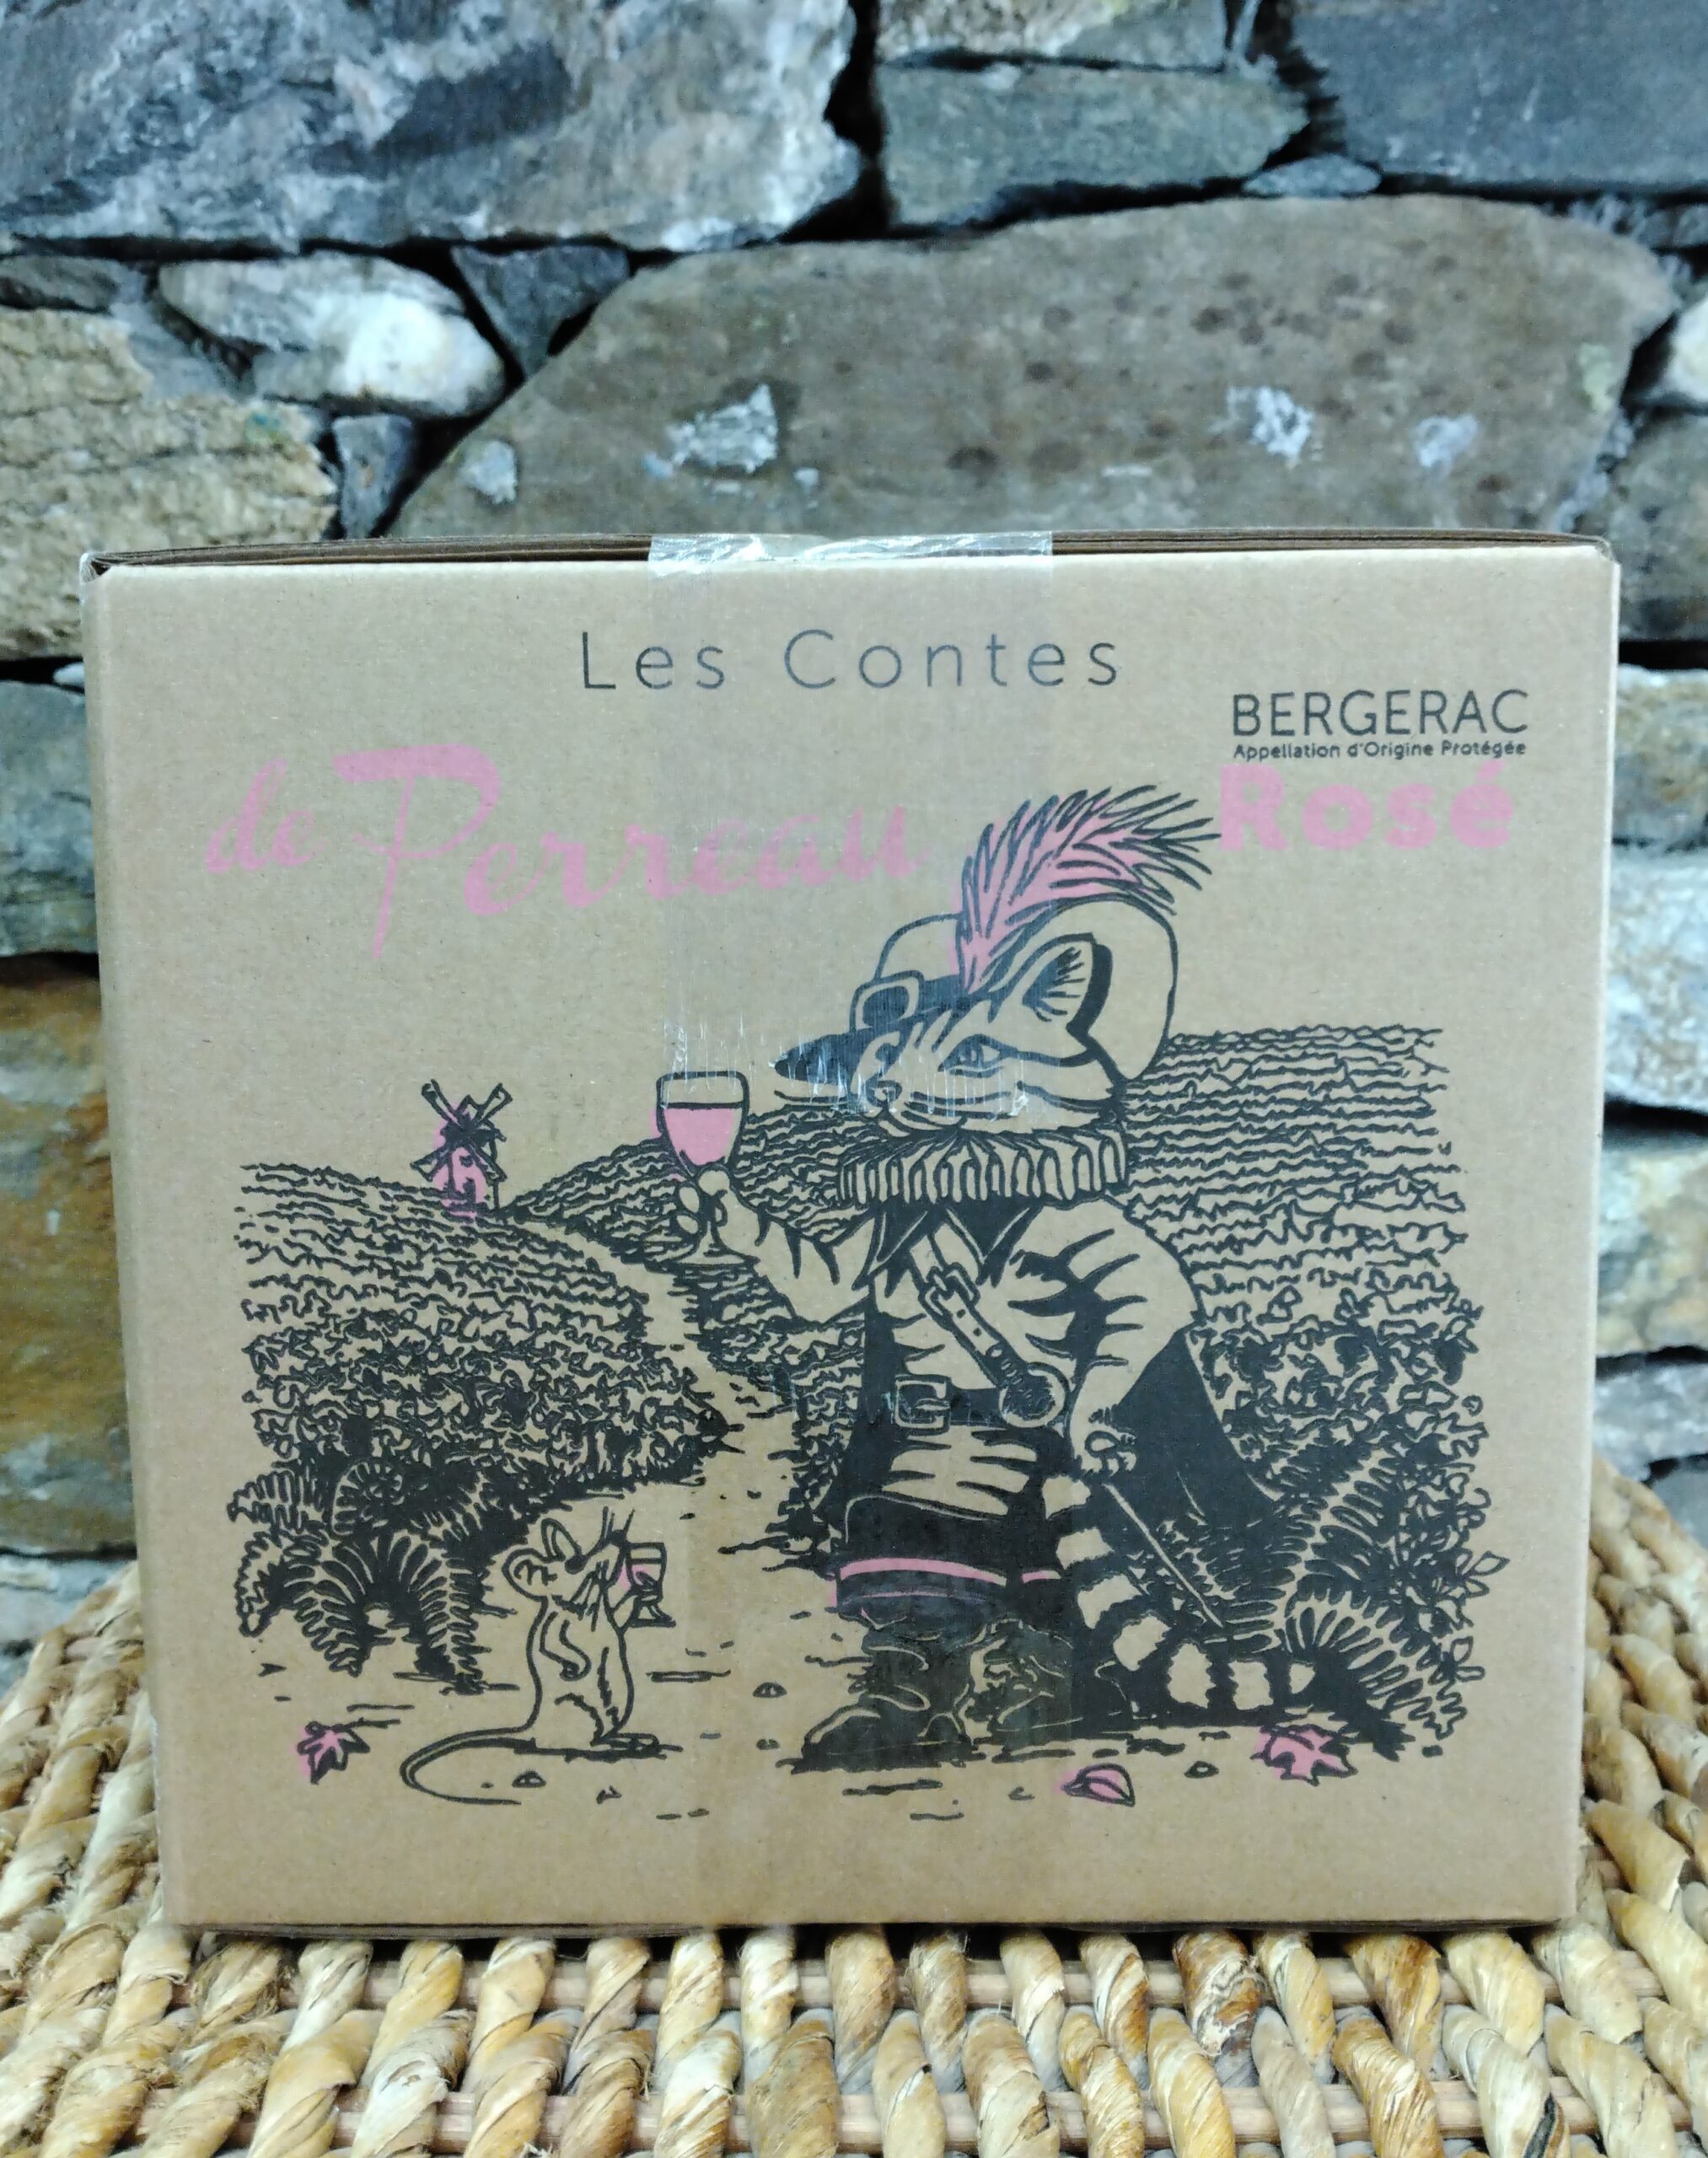 Les Contes
de Perreau
BERGERAC
Appellation d'Origine Protégée
Rosé